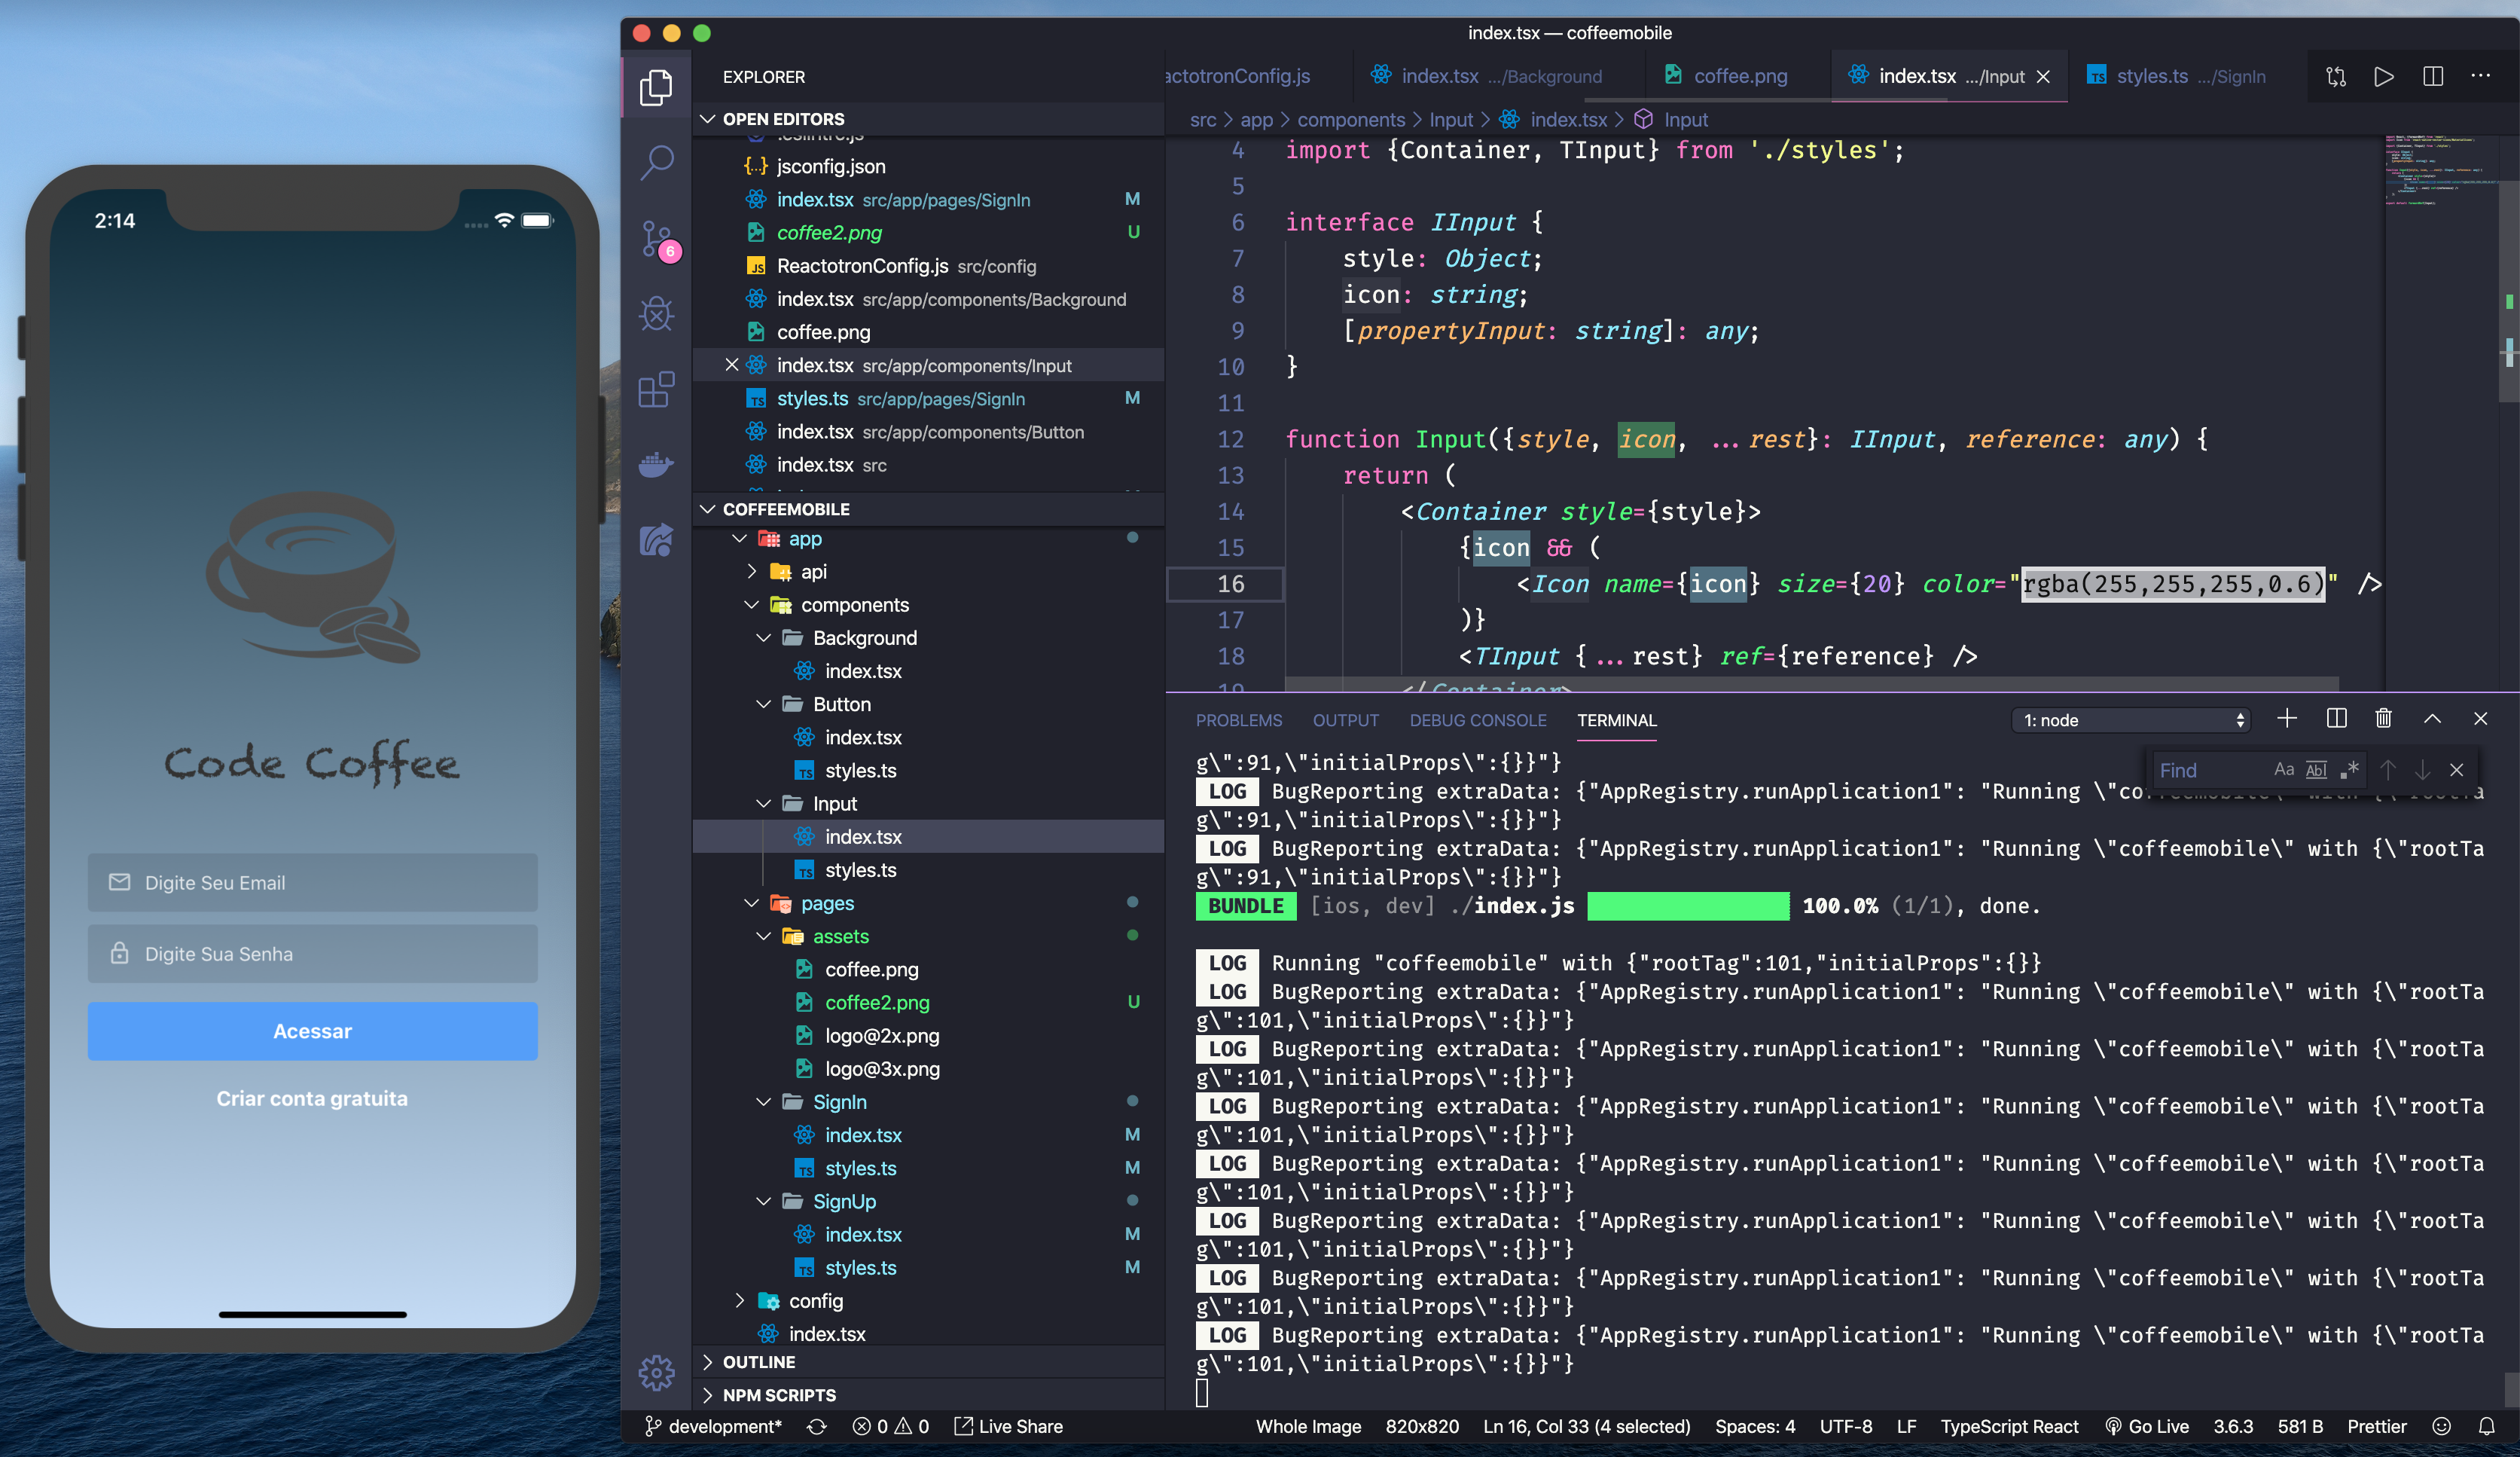 2:14
Code Coffee
Digite Seu Email
Digite Sua Senha
Acessar
Criar conta gratuita
index.tsx — coffeemobile
EXPLORER
OPEN EDITORS
.eslintrc.js
jsconfig.json
index.tsx src/app/pages/SignIn M
coffee2.png U
ReactotronConfig.js src/config
index.tsx src/app/components/Background
coffee.png
index.tsx src/app/components/Input
styles.ts src/app/pages/SignIn M
index.tsx src/app/components/Button
index.tsx src
6
COFFEEMOBILE
app
api
components
Background
index.tsx
Button
index.tsx
styles.ts
Input
index.tsx
styles.ts
pages
assets
coffee.png
coffee2.png U
logo@2x.png
logo@3x.png
SignIn
index.tsx M
styles.ts M
SignUp
index.tsx M
styles.ts M
config
index.tsx
OUTLINE
NPM SCRIPTS
actotronConfig.js index.tsx .../Background coffee.png index.tsx .../Input styles.ts .../SignIn
src > app > components > Input > index.tsx > Input
4 import {Container, TInput} from './styles';
5
6 interface IInput {
7 style: Object;
8 icon: string;
9 [propertyInput: string]: any;
10 }
11
12 function Input({style, icon, ...rest}: IInput, reference: any) {
13 return (
14 <Container style={style}>
15 {icon && (
16 <Icon name={icon} size={20} color="rgba(255,255,255,0.6)" />
17 )}
18 <TInput {...rest} ref={reference} />
19 </Container>
PROBLEMS OUTPUT DEBUG CONSOLE TERMINAL 1: node
Find Aa Abl .*
g\":91,\"initialProps\":{}}"}
LOG BugReporting extraData: {"AppRegistry.runApplication1": "Running \"coffeemobile\" with {\"rootTa
g\":91,\"initialProps\":{}}"}
LOG BugReporting extraData: {"AppRegistry.runApplication1": "Running \"coffeemobile\" with {\"rootTa
g\":91,\"initialProps\":{}}"}
BUNDLE [ios, dev] ./index.js 100.0% (1/1), done.
LOG Running "coffeemobile" with {"rootTag":101,"initialProps":{}}
LOG BugReporting extraData: {"AppRegistry.runApplication1": "Running \"coffeemobile\" with {\"rootTa
g\":101,\"initialProps\":{}}"}
LOG BugReporting extraData: {"AppRegistry.runApplication1": "Running \"coffeemobile\" with {\"rootTa
g\":101,\"initialProps\":{}}"}
LOG BugReporting extraData: {"AppRegistry.runApplication1": "Running \"coffeemobile\" with {\"rootTa
g\":101,\"initialProps\":{}}"}
LOG BugReporting extraData: {"AppRegistry.runApplication1": "Running \"coffeemobile\" with {\"rootTa
g\":101,\"initialProps\":{}}"}
LOG BugReporting extraData: {"AppRegistry.runApplication1": "Running \"coffeemobile\" with {\"rootTa
g\":101,\"initialProps\":{}}"}
LOG BugReporting extraData: {"AppRegistry.runApplication1": "Running \"coffeemobile\" with {\"rootTa
g\":101,\"initialProps\":{}}"}
LOG BugReporting extraData: {"AppRegistry.runApplication1": "Running \"coffeemobile\" with {\"rootTa
g\":101,\"initialProps\":{}}"}
development* 0 0 Live Share Whole Image 820x820 Ln 16, Col 33 (4 selected) Spaces: 4 UTF-8 LF TypeScript React Go Live 3.6.3 581 B Prettier